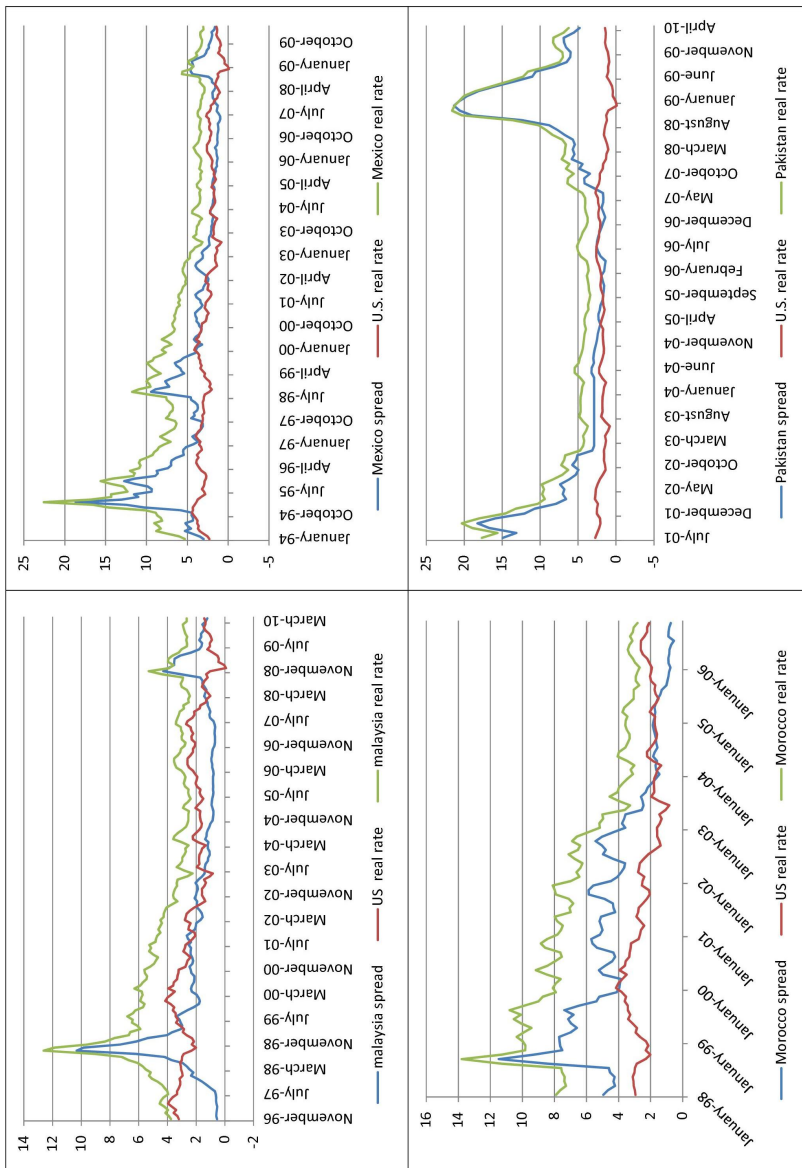 14
12
10
8
6
4
2
0
-2
November-96
July-97
March-98
November-98
July-99
March-00
November-00
July-01
March-02
November-02
July-03
March-04
November-04
July-05
March-06
November-06
July-07
March-08
November-08
July-09
March-10
malaysia spread
US real rate
malaysia real rate
25
20
15
10
5
0
-5
January-94
October-94
July-95
April-96
January-97
October-97
July-98
April-99
January-00
October-00
July-01
April-02
January-03
October-03
July-04
April-05
January-06
October-06
July-07
April-08
January-09
October-09
Mexico spread
U.S. real rate
Mexico real rate
16
14
12
10
8
6
4
2
0
January-98
January-99
January-00
January-01
January-02
January-03
January-04
January-05
January-06
Morocco spread
US real rate
Morocco real rate
25
20
15
10
5
0
-5
July-01
December-01
May-02
October-02
March-03
August-03
January-04
June-04
November-04
April-05
September-05
February-06
July-06
December-06
May-07
October-07
March-08
August-08
January-09
June-09
November-09
April-10
Pakistan spread
U.S. real rate
Pakistan real rate